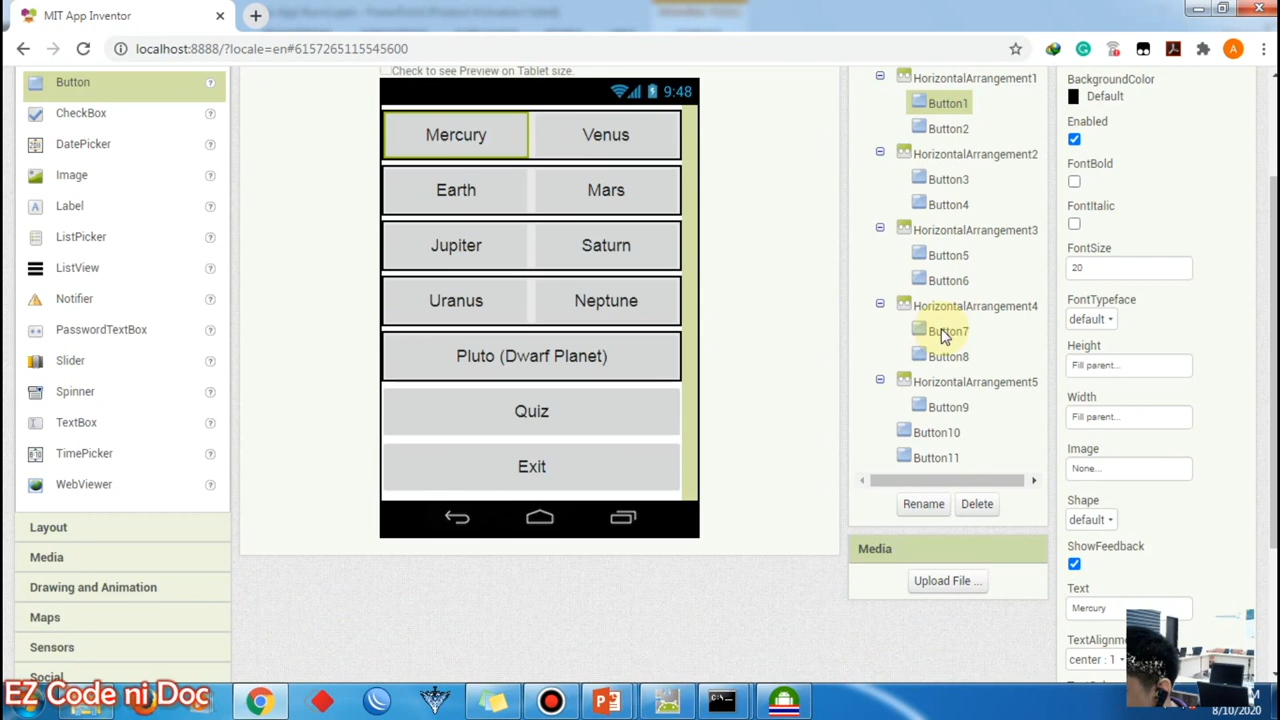 MIT App Inventor
localhost:8888/?locale=en#6157265115545600
A
Button
CheckBox
DatePicker
Image
Label
ListPicker
ListView
Notifier
PasswordTextBox
Slider
Spinner
TextBox
TimePicker
WebViewer
Layout
Media
Drawing and Animation
Maps
Sensors
Social
Check to see Preview on Tablet size.
9:48
Mercury
Venus
Earth
Mars
Jupiter
Saturn
Uranus
Neptune
Pluto (Dwarf Planet)
Quiz
Exit
HorizontalArrangement1
Button1
Button2
HorizontalArrangement2
Button3
Button4
HorizontalArrangement3
Button5
Button6
HorizontalArrangement4
Button7
Button8
HorizontalArrangement5
Button9
Button10
Button11
Rename
Delete
Media
Upload File ...
BackgroundColor
Default
Enabled
FontBold
FontItalic
FontSize
20
FontTypeface
default
Height
Fill parent...
Width
Fill parent...
Image
None...
Shape
default
ShowFeedback
Text
Mercury
TextAlignme
center : 1
EZ Code ni Doc
8/10/2020